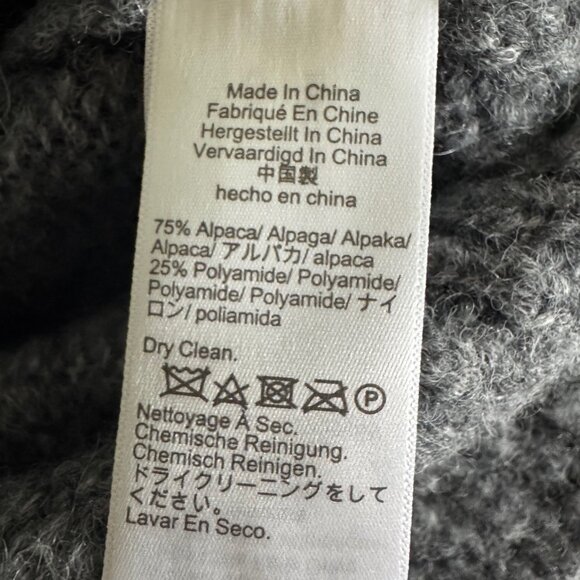 Made In China
Fabriqué En Chine
Hergestellt In China
Vervaardigd In China
中国製
hecho en china
75% Alpaca/ Alpaga/ Alpaka/
Alpaca/ アルパカ/ alpaca
25% Polyamide/ Polyamide/
Polyamide/ Polyamide/ ナイ
ロン/ poliamida
Dry Clean.
P
Nettoyage À Sec.
Chemische Reinigung.
Chemisch Reinigen.
ドライクリーニングをして
ください。
Lavar En Seco.